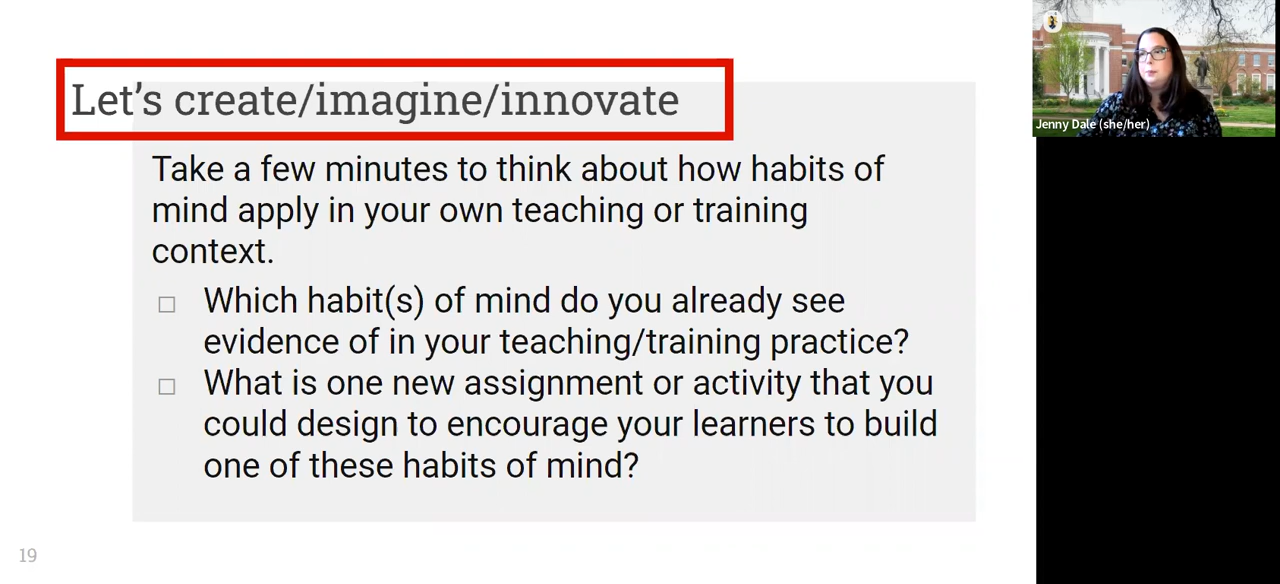 Let's create/imagine/innovate
Take a few minutes to think about how habits of
mind apply in your own teaching or training
context.
Which habit(s) of mind do you already see
evidence of in your teaching/training practice?
What is one new assignment or activity that you
could design to encourage your learners to build
one of these habits of mind?
19
Jenny Dale (she/her)